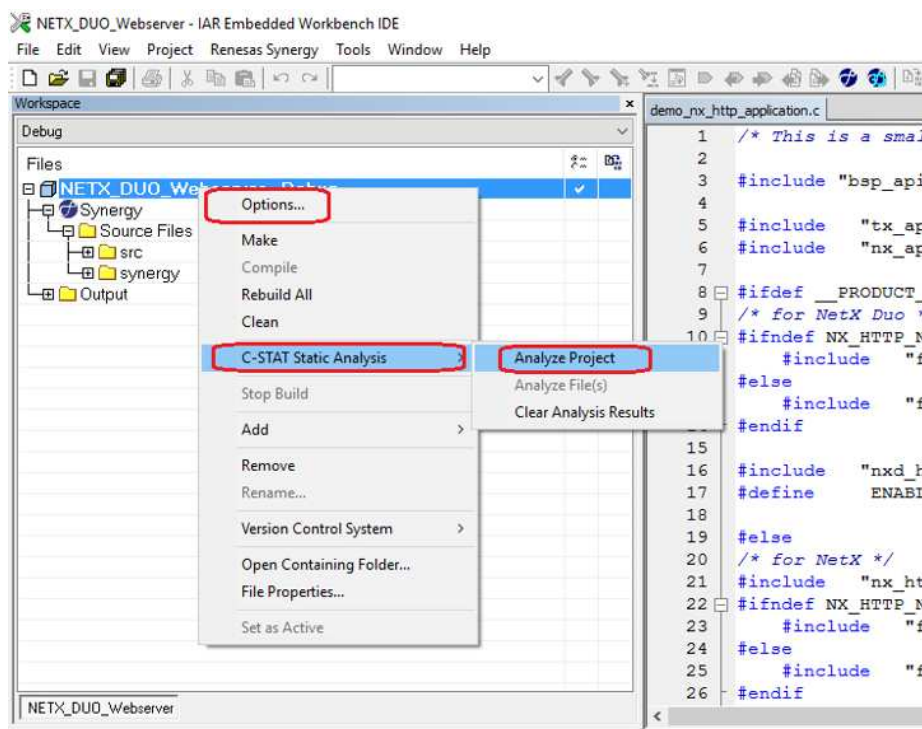 NETX_DUO_Webserver - IAR Embedded Workbench IDE
File Edit View Project Renesas Synergy Tools Window Help
Workspace
Debug
Files
NETX_DUO_We
Synergy
Source Files
src
synergy
Output
NETX_DUO_Webserver
Options...
Make
Compile
Rebuild All
Clean
C-STAT Static Analysis
Stop Build
Add
Remove
Rename...
Version Control System
Open Containing Folder...
File Properties...
Set as Active
Analyze Project
Analyze File(s)
Clear Analysis Results
demo_nx_http_application.c
1 /* This is a smal
2
3 #include "bsp_api
4
5 #include "tx_ap
6 #include "nx_ap
7
8 #ifdef __PRODUCT_
9 /* for NetX Duo *
10 #ifndef NX_HTTP_N
#include "f
#else
#include "f
#endif
15
16 #include "nxd_h
17 #define ENABL
18
19 #else
20 /* for NetX */
21 #include "nx_ht
22 #ifndef NX_HTTP_N
23 #include "f
24 #else
25 #include "f
26 #endif